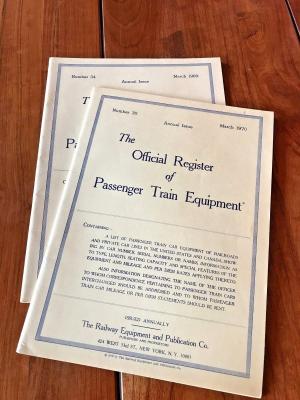 Number 34 Annual Issue March 1969
The
Number 35 Annual Issue March 1970
The
Official Register
of
Passenger Train Equipment
CONTAINING:
A LIST OF PASSENGER TRAIN CAR EQUIPMENT OF RAILROADS
AND PRIVATE CAR LINES IN THE UNITED STATES AND CANADA, SHOW-
ING BY CAR NUMBER, SERIAL NUMBERS OR NAMES, INFORMATION AS
TO TYPE, LENGTH, SEATING CAPACITY AND SPECIAL FEATURES OF THE
EQUIPMENT AND MILEAGE AND PER DIEM RATES APPLYING THERETO.
ALSO INFORMATION DESIGNATING THE NAME OF THE OFFICER
TO WHOM CORRESPONDENCE PERTAINING TO PASSENGER TRAIN CARS
INTERCHANGED SHOULD BE ADDRESSED AND TO WHOM PASSENGER
TRAIN CAR MILEAGE OR PER DIEM STATEMENTS SHOULD BE SENT.
ISSUED ANNUALLY
The Railway Equipment and Publication Co.
PUBLISHERS AND PROPRIETORS
424 WEST 33rd ST., NEW YORK, N. Y. 10001